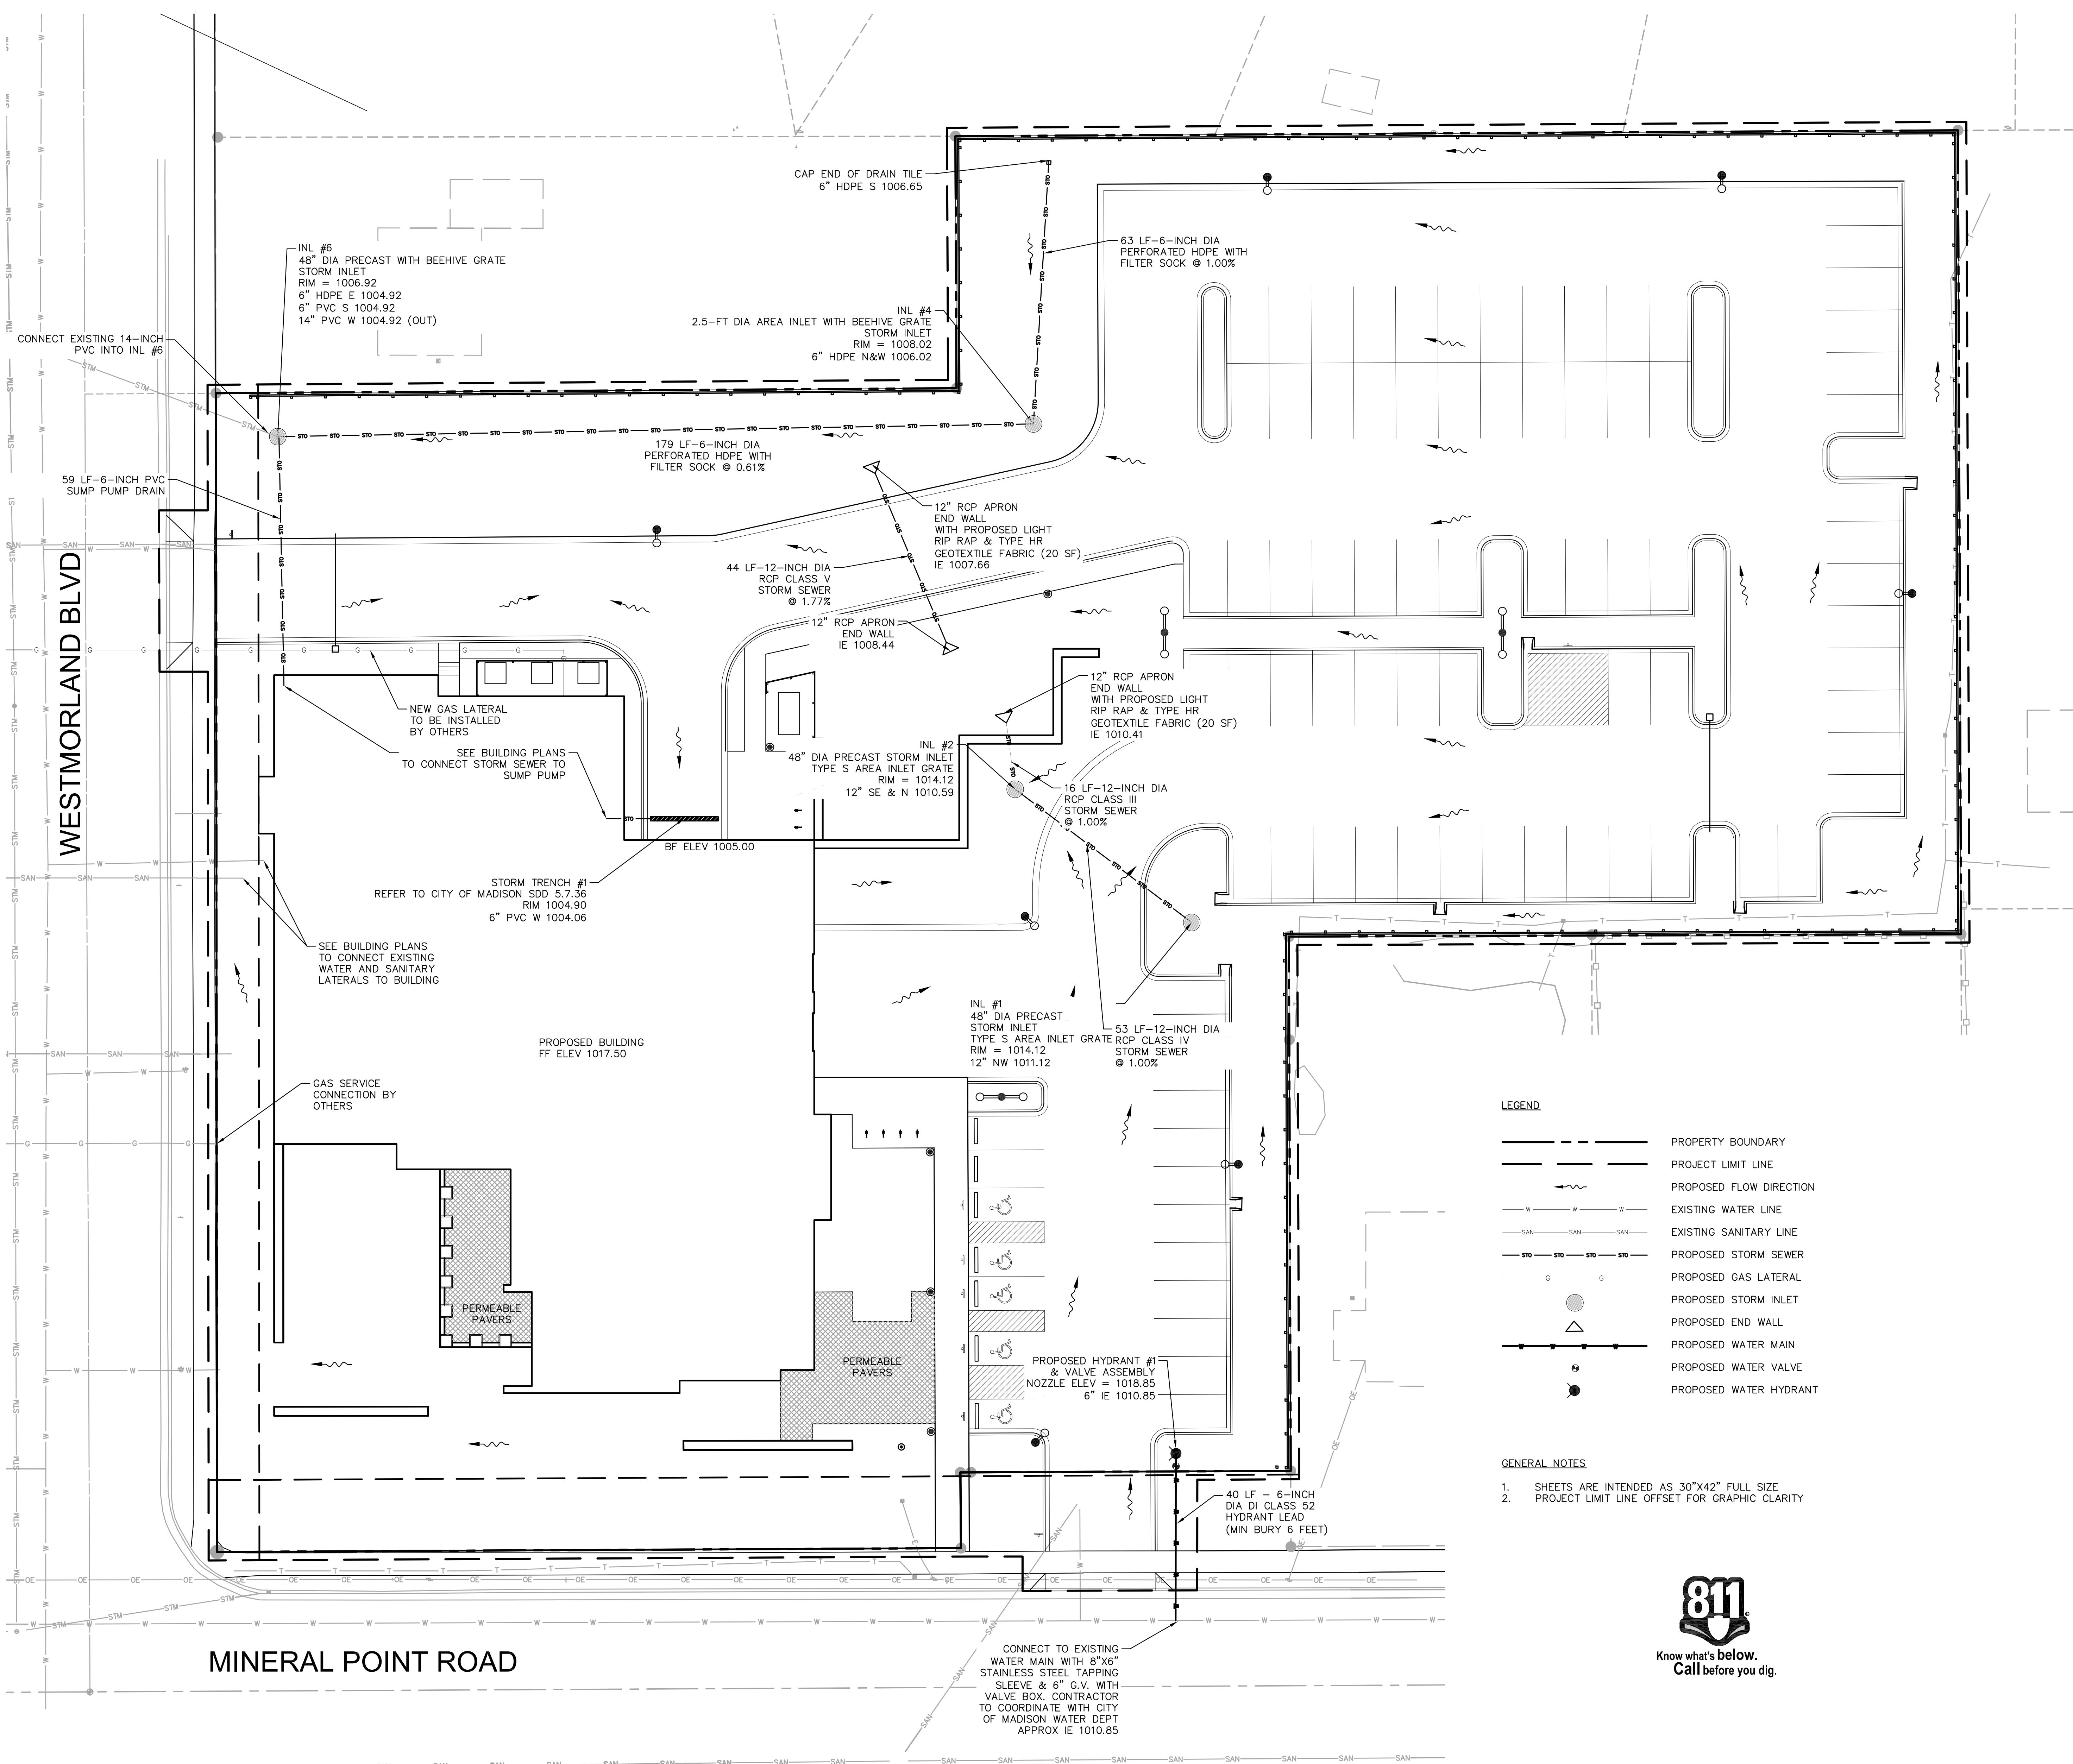 CAP END OF DRAIN TILE
6" HDPE S 1006.65
63 LF-6-INCH DIA
PERFORATED HDPE WITH
FILTER SOCK @ 1.00%
INL #6
48" DIA PRECAST WITH BEEHIVE GRATE
STORM INLET
RIM = 1006.92
6" HDPE E 1004.92
6" PVC S 1004.92
14" PVC W 1004.92 (OUT)
INL #4
2.5-FT DIA AREA INLET WITH BEEHIVE GRATE
STORM INLET
RIM = 1008.02
6" HDPE N&W 1006.02
CONNECT EXISTING 14-INCH
PVC INTO INL #6
179 LF-6-INCH DIA
PERFORATED HDPE WITH
FILTER SOCK @ 0.61%
59 LF-6-INCH PVC
SUMP PUMP DRAIN
12" RCP APRON
END WALL
WITH PROPOSED LIGHT
RIP RAP & TYPE HR
GEOTEXTILE FABRIC (20 SF)
IE 1007.66
44 LF-12-INCH DIA
RCP CLASS V
STORM SEWER
@ 1.77%
12" RCP APRON
END WALL
IE 1008.44
WESTMORLAND BLVD
NEW GAS LATERAL
TO BE INSTALLED
BY OTHERS
12" RCP APRON
END WALL
WITH PROPOSED LIGHT
RIP RAP & TYPE HR
GEOTEXTILE FABRIC (20 SF)
IE 1010.41
SEE BUILDING PLANS
TO CONNECT STORM SEWER TO
SUMP PUMP
INL #2
48" DIA PRECAST STORM INLET
TYPE S AREA INLET GRATE
RIM = 1014.12
12" SE & N 1010.59
16 LF-12-INCH DIA
RCP CLASS III
STORM SEWER
@ 1.00%
BF ELEV 1005.00
STORM TRENCH #1
REFER TO CITY OF MADISON SDD 5.7.36
RIM 1004.90
6" PVC W 1004.06
SEE BUILDING PLANS
TO CONNECT EXISTING
WATER AND SANITARY
LATERALS TO BUILDING
INL #1
48" DIA PRECAST
STORM INLET
TYPE S AREA INLET GRATE
RIM = 1014.12
12" NW 1011.12
53 LF-12-INCH DIA
RCP CLASS IV
STORM SEWER
@ 1.00%
PROPOSED BUILDING
FF ELEV 1017.50
GAS SERVICE
CONNECTION BY
OTHERS
PERMEABLE
PAVERS
PERMEABLE
PAVERS
PROPOSED HYDRANT #1
& VALVE ASSEMBLY
NOZZLE ELEV = 1018.85
6" IE 1010.85
40 LF - 6-INCH
DIA DI CLASS 52
HYDRANT LEAD
(MIN BURY 6 FEET)
CONNECT TO EXISTING
WATER MAIN WITH 8"X6"
STAINLESS STEEL TAPPING
SLEEVE & 6" G.V. WITH
VALVE BOX. CONTRACTOR
TO COORDINATE WITH CITY
OF MADISON WATER DEPT
APPROX IE 1010.85
MINERAL POINT ROAD
LEGEND
PROPERTY BOUNDARY
PROJECT LIMIT LINE
PROPOSED FLOW DIRECTION
W W W EXISTING WATER LINE
SAN SAN SAN EXISTING SANITARY LINE
STO STO STO STO PROPOSED STORM SEWER
G G PROPOSED GAS LATERAL
PROPOSED STORM INLET
PROPOSED END WALL
PROPOSED WATER MAIN
PROPOSED WATER VALVE
PROPOSED WATER HYDRANT
GENERAL NOTES
1. SHEETS ARE INTENDED AS 30"X42" FULL SIZE
2. PROJECT LIMIT LINE OFFSET FOR GRAPHIC CLARITY
811
Know what's below.
Call before you dig.